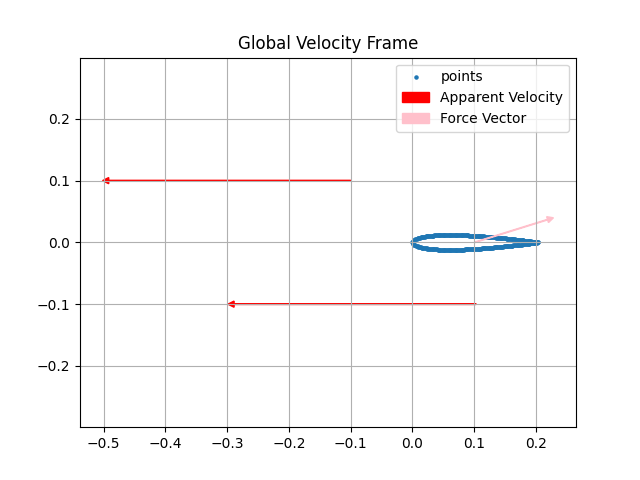 Global Velocity Frame
points
Apparent Velocity
Force Vector
0.2
0.1
0.0
−0.1
−0.2
−0.5 −0.4 −0.3 −0.2 −0.1 0.0 0.1 0.2